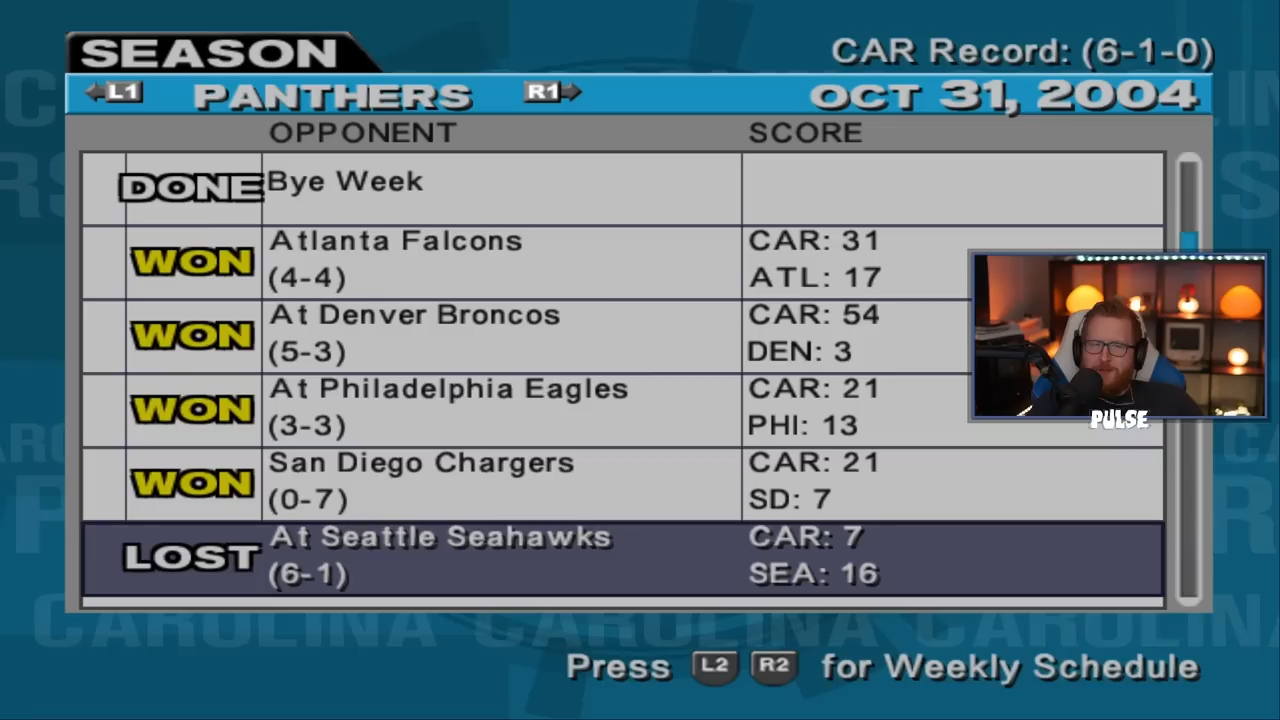 SEASON
CAR Record: (6-1-0)
L1 PANTHERS R1 OCT 31, 2004
OPPONENT SCORE
DONE Bye Week
WON Atlanta Falcons CAR: 31
(4-4) ATL: 17
WON At Denver Broncos CAR: 54
(5-3) DEN: 3
WON At Philadelphia Eagles CAR: 21
(3-3) PHI: 13
WON San Diego Chargers CAR: 21
(0-7) SD: 7
LOST At Seattle Seahawks CAR: 7
(6-1) SEA: 16
PULSE
CAROLINA CAROLINA CAROLINA
Press L2 R2 for Weekly Schedule